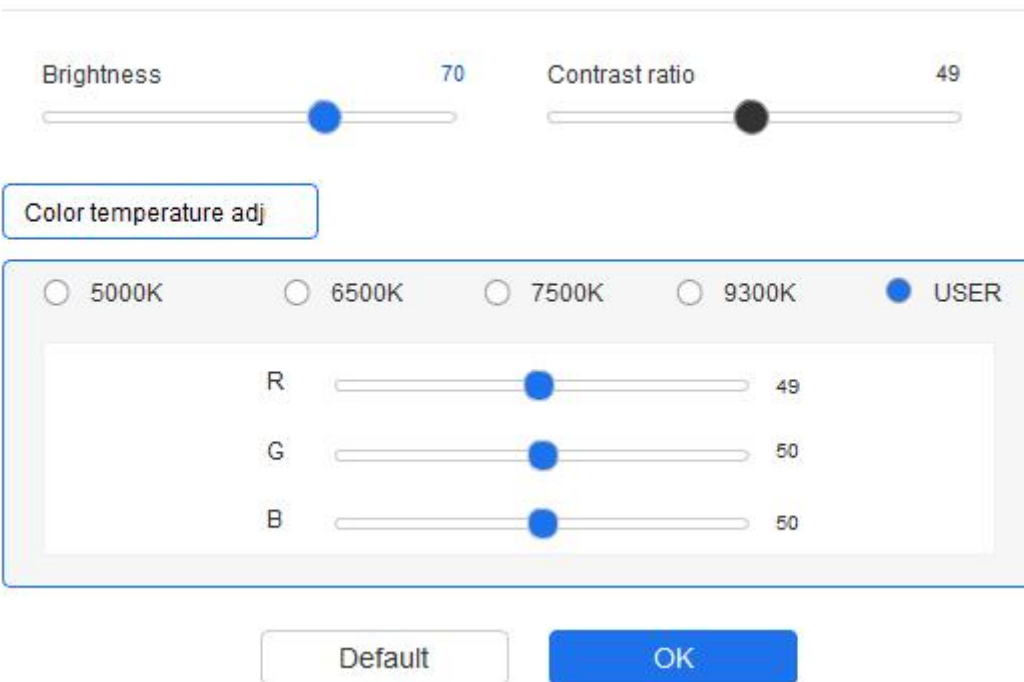 Brightness 70 Contrast ratio 49
Color temperature adj
5000K 6500K 7500K 9300K USER
R 49
G 50
B 50
Default OK